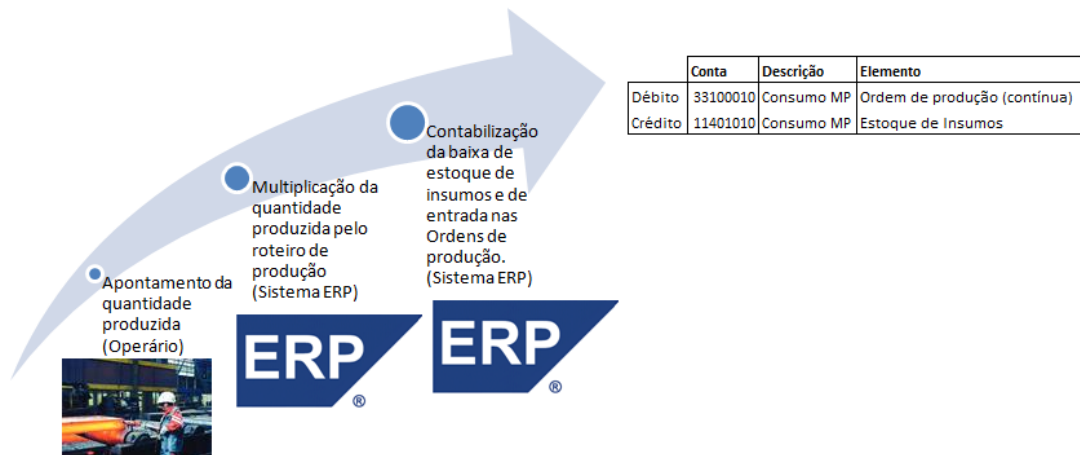 Apontamento da
quantidade
produzida
(Operário)
Multiplicação da
quantidade
produzida pelo
roteiro de
produção
(Sistema ERP)
ERP
®
Contabilização
da baixa de
estoque de
insumos e de
entrada nas
Ordens de
produção.
(Sistema ERP)
ERP
®
Conta Descrição Elemento
Débito 33100010 Consumo MP Ordem de produção (contínua)
Crédito 11401010 Consumo MP Estoque de Insumos